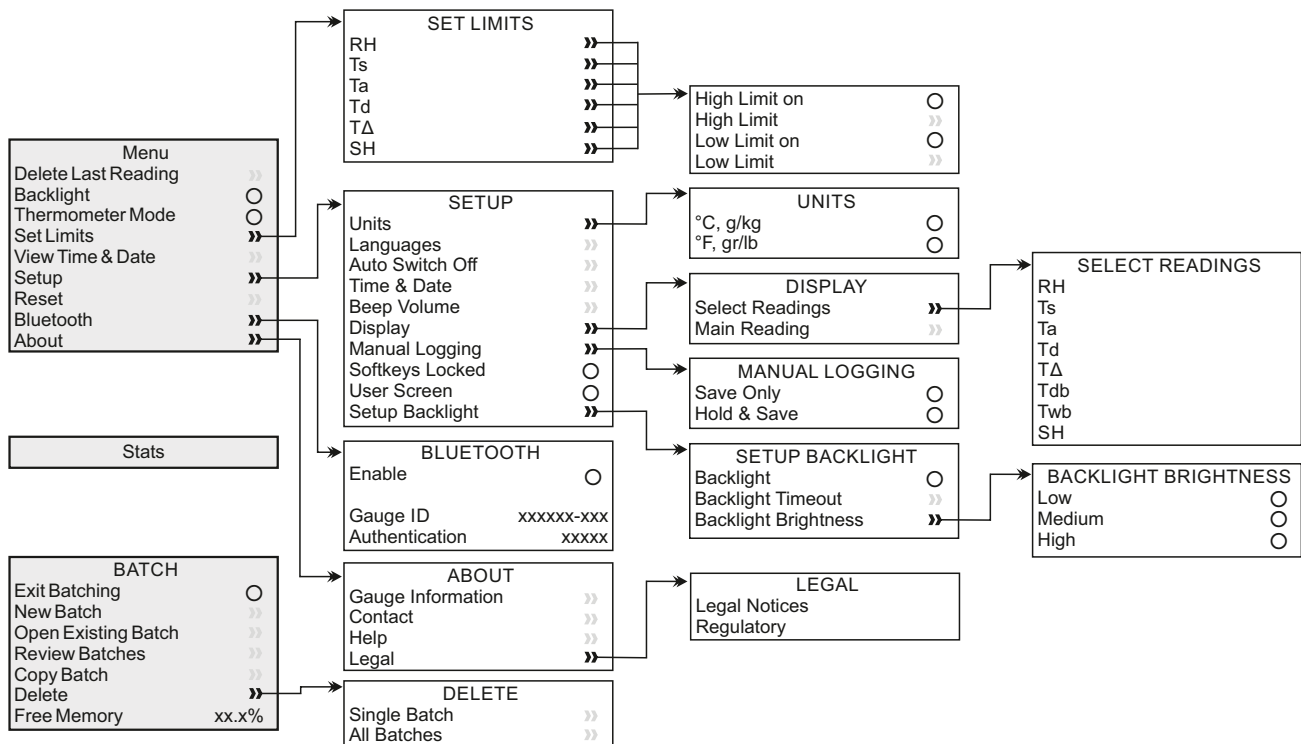 Menu
Delete Last Reading
Backlight
Thermometer Mode
Set Limits
View Time & Date
Setup
Reset
Bluetooth
About
Stats
BATCH
Exit Batching
New Batch
Open Existing Batch
Review Batches
Copy Batch
Delete
Free Memory xx.x%
SET LIMITS
RH
Ts
Ta
Td
TΔ
SH
SETUP
Units
Languages
Auto Switch Off
Time & Date
Beep Volume
Display
Manual Logging
Softkeys Locked
User Screen
Setup Backlight
BLUETOOTH
Enable
Gauge ID xxxxxx-xxx
Authentication xxxxx
ABOUT
Gauge Information
Contact
Help
Legal
DELETE
Single Batch
All Batches
High Limit on
High Limit
Low Limit on
Low Limit
UNITS
°C, g/kg
°F, gr/lb
DISPLAY
Select Readings
Main Reading
MANUAL LOGGING
Save Only
Hold & Save
SETUP BACKLIGHT
Backlight
Backlight Timeout
Backlight Brightness
LEGAL
Legal Notices
Regulatory
SELECT READINGS
RH
Ts
Ta
Td
TΔ
Tdb
Twb
SH
BACKLIGHT BRIGHTNESS
Low
Medium
High